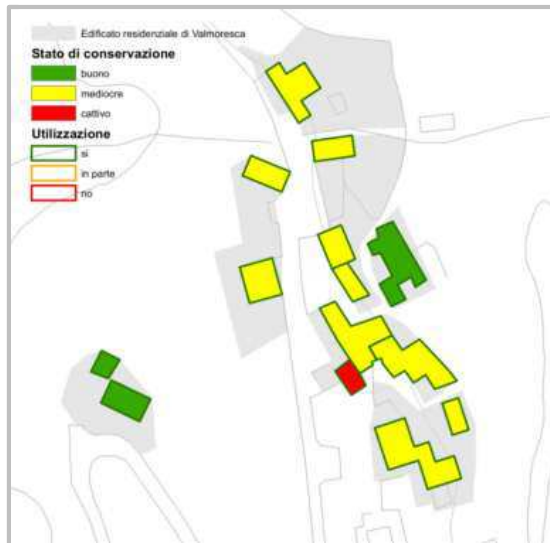 Edificato residenziale di Valmoresca
Stato di conservazione
buono
mediocre
cattivo
Utilizzazione
si
in parte
no